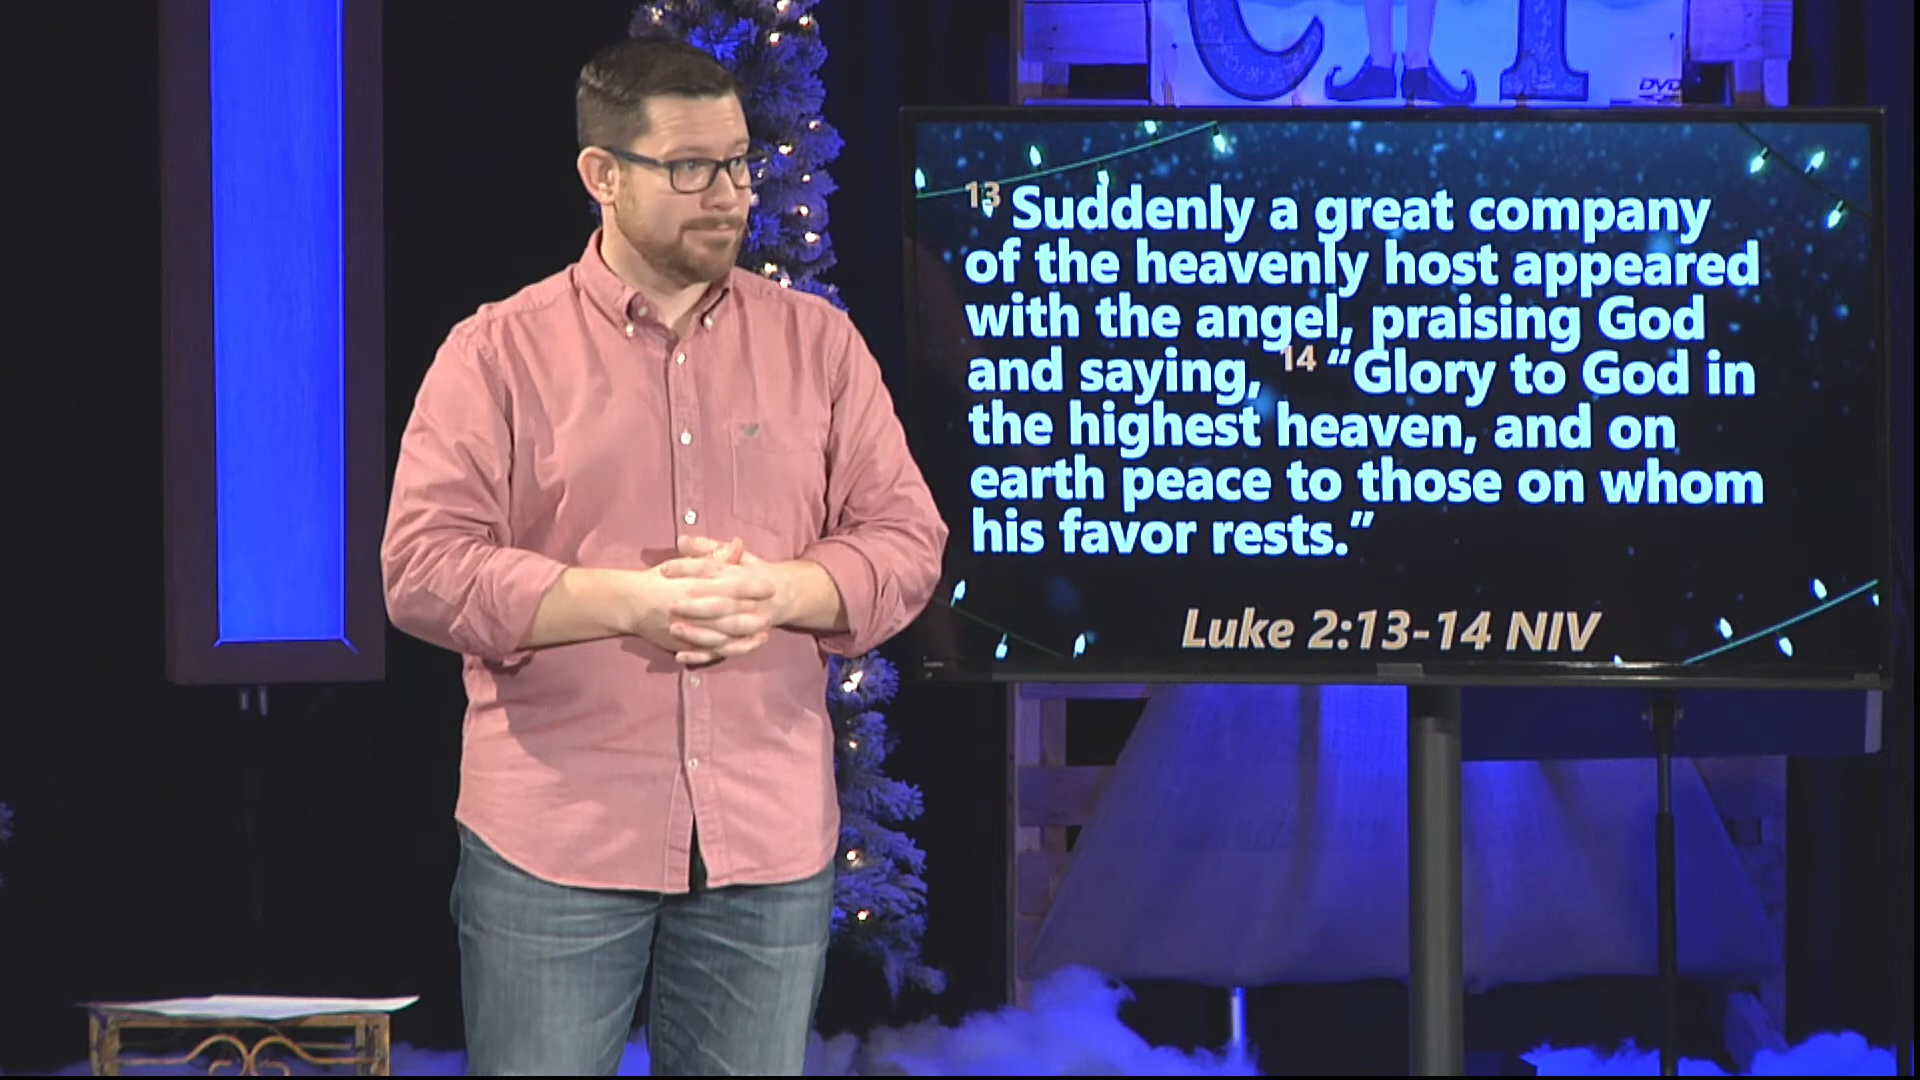 DVD
13 Suddenly a great company
of the heavenly host appeared
with the angel, praising God
and saying, 14 “Glory to God in
the highest heaven, and on
earth peace to those on whom
his favor rests.”
Luke 2:13-14 NIV